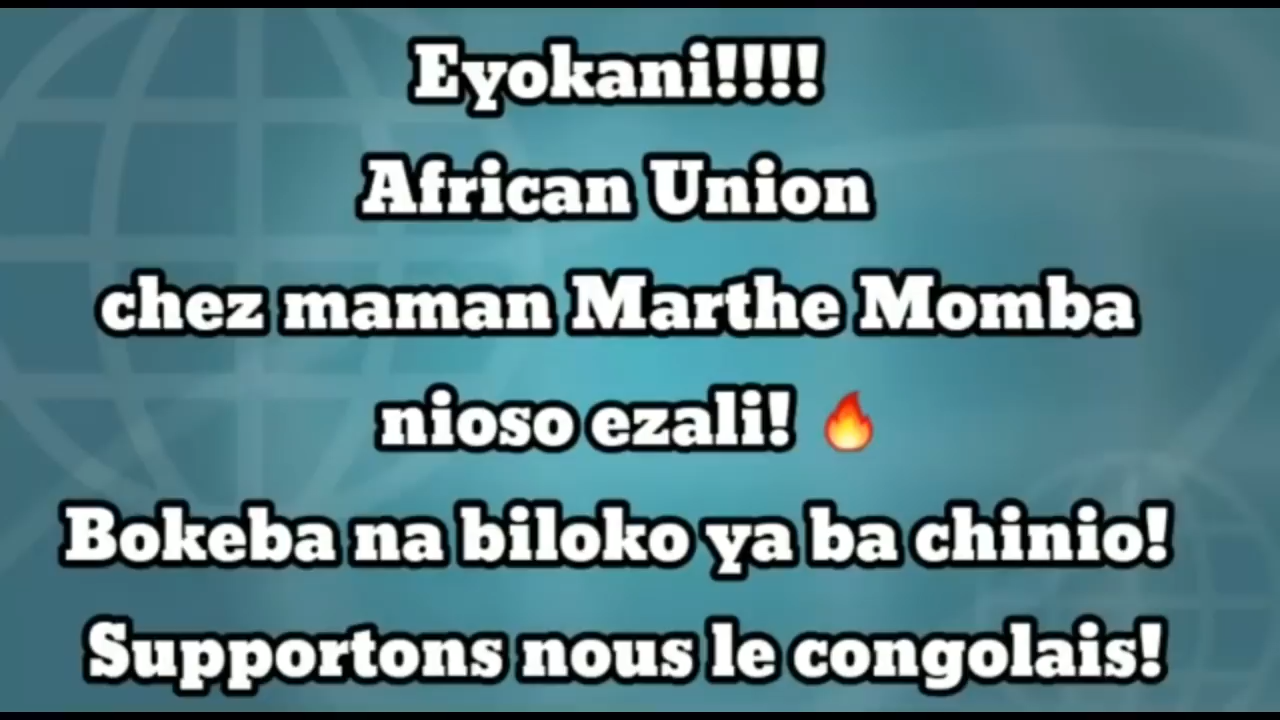 Eyokani!!!!
African Union
chez maman Marthe Momba
nioso ezali! 🔥
Bokeba na biloko ya ba chinio!
Supportons nous le congolais!